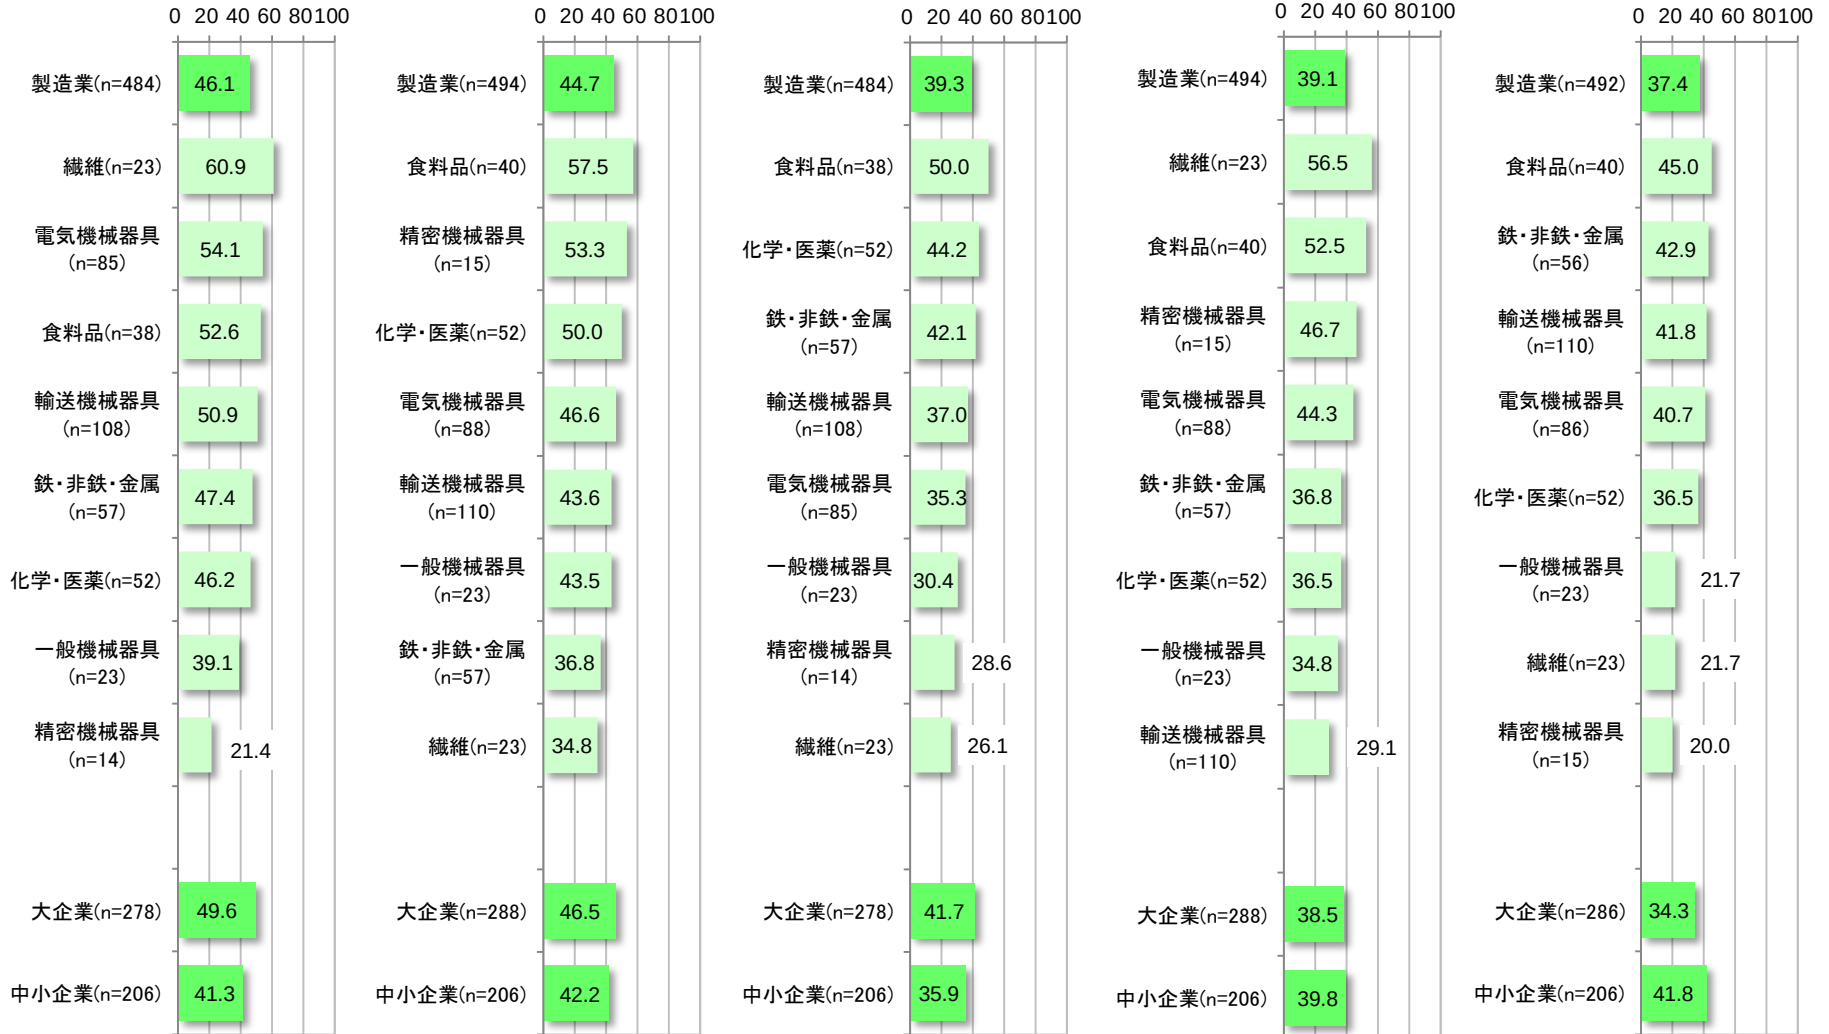 0 20 40 60 80 100
製造業(n=484) 46.1
繊維(n=23) 60.9
電気機械器具
(n=85) 54.1
食料品(n=38) 52.6
輸送機械器具
(n=108) 50.9
鉄・非鉄・金属
(n=57) 47.4
化学・医薬(n=52) 46.2
一般機械器具
(n=23) 39.1
精密機械器具
(n=14) 21.4
大企業(n=278) 49.6
中小企業(n=206) 41.3
0 20 40 60 80 100
製造業(n=494) 44.7
食料品(n=40) 57.5
精密機械器具
(n=15) 53.3
化学・医薬(n=52) 50.0
電気機械器具
(n=88) 46.6
輸送機械器具
(n=110) 43.6
一般機械器具
(n=23) 43.5
鉄・非鉄・金属
(n=57) 36.8
繊維(n=23) 34.8
大企業(n=288) 46.5
中小企業(n=206) 42.2
0 20 40 60 80 100
製造業(n=484) 39.3
食料品(n=38) 50.0
化学・医薬(n=52) 44.2
鉄・非鉄・金属
(n=57) 42.1
輸送機械器具
(n=108) 37.0
電気機械器具
(n=85) 35.3
一般機械器具
(n=23) 30.4
精密機械器具
(n=14) 28.6
繊維(n=23) 26.1
大企業(n=278) 41.7
中小企業(n=206) 35.9
0 20 40 60 80 100
製造業(n=494) 39.1
繊維(n=23) 56.5
食料品(n=40) 52.5
精密機械器具
(n=15) 46.7
電気機械器具
(n=88) 44.3
鉄・非鉄・金属
(n=57) 36.8
化学・医薬(n=52) 36.5
一般機械器具
(n=23) 34.8
輸送機械器具
(n=110) 29.1
大企業(n=288) 38.5
中小企業(n=206) 39.8
0 20 40 60 80 100
製造業(n=492) 37.4
食料品(n=40) 45.0
鉄・非鉄・金属
(n=56) 42.9
輸送機械器具
(n=110) 41.8
電気機械器具
(n=86) 40.7
化学・医薬(n=52) 36.5
一般機械器具
(n=23) 21.7
繊維(n=23) 21.7
精密機械器具
(n=15) 20.0
大企業(n=286) 34.3
中小企業(n=206) 41.8